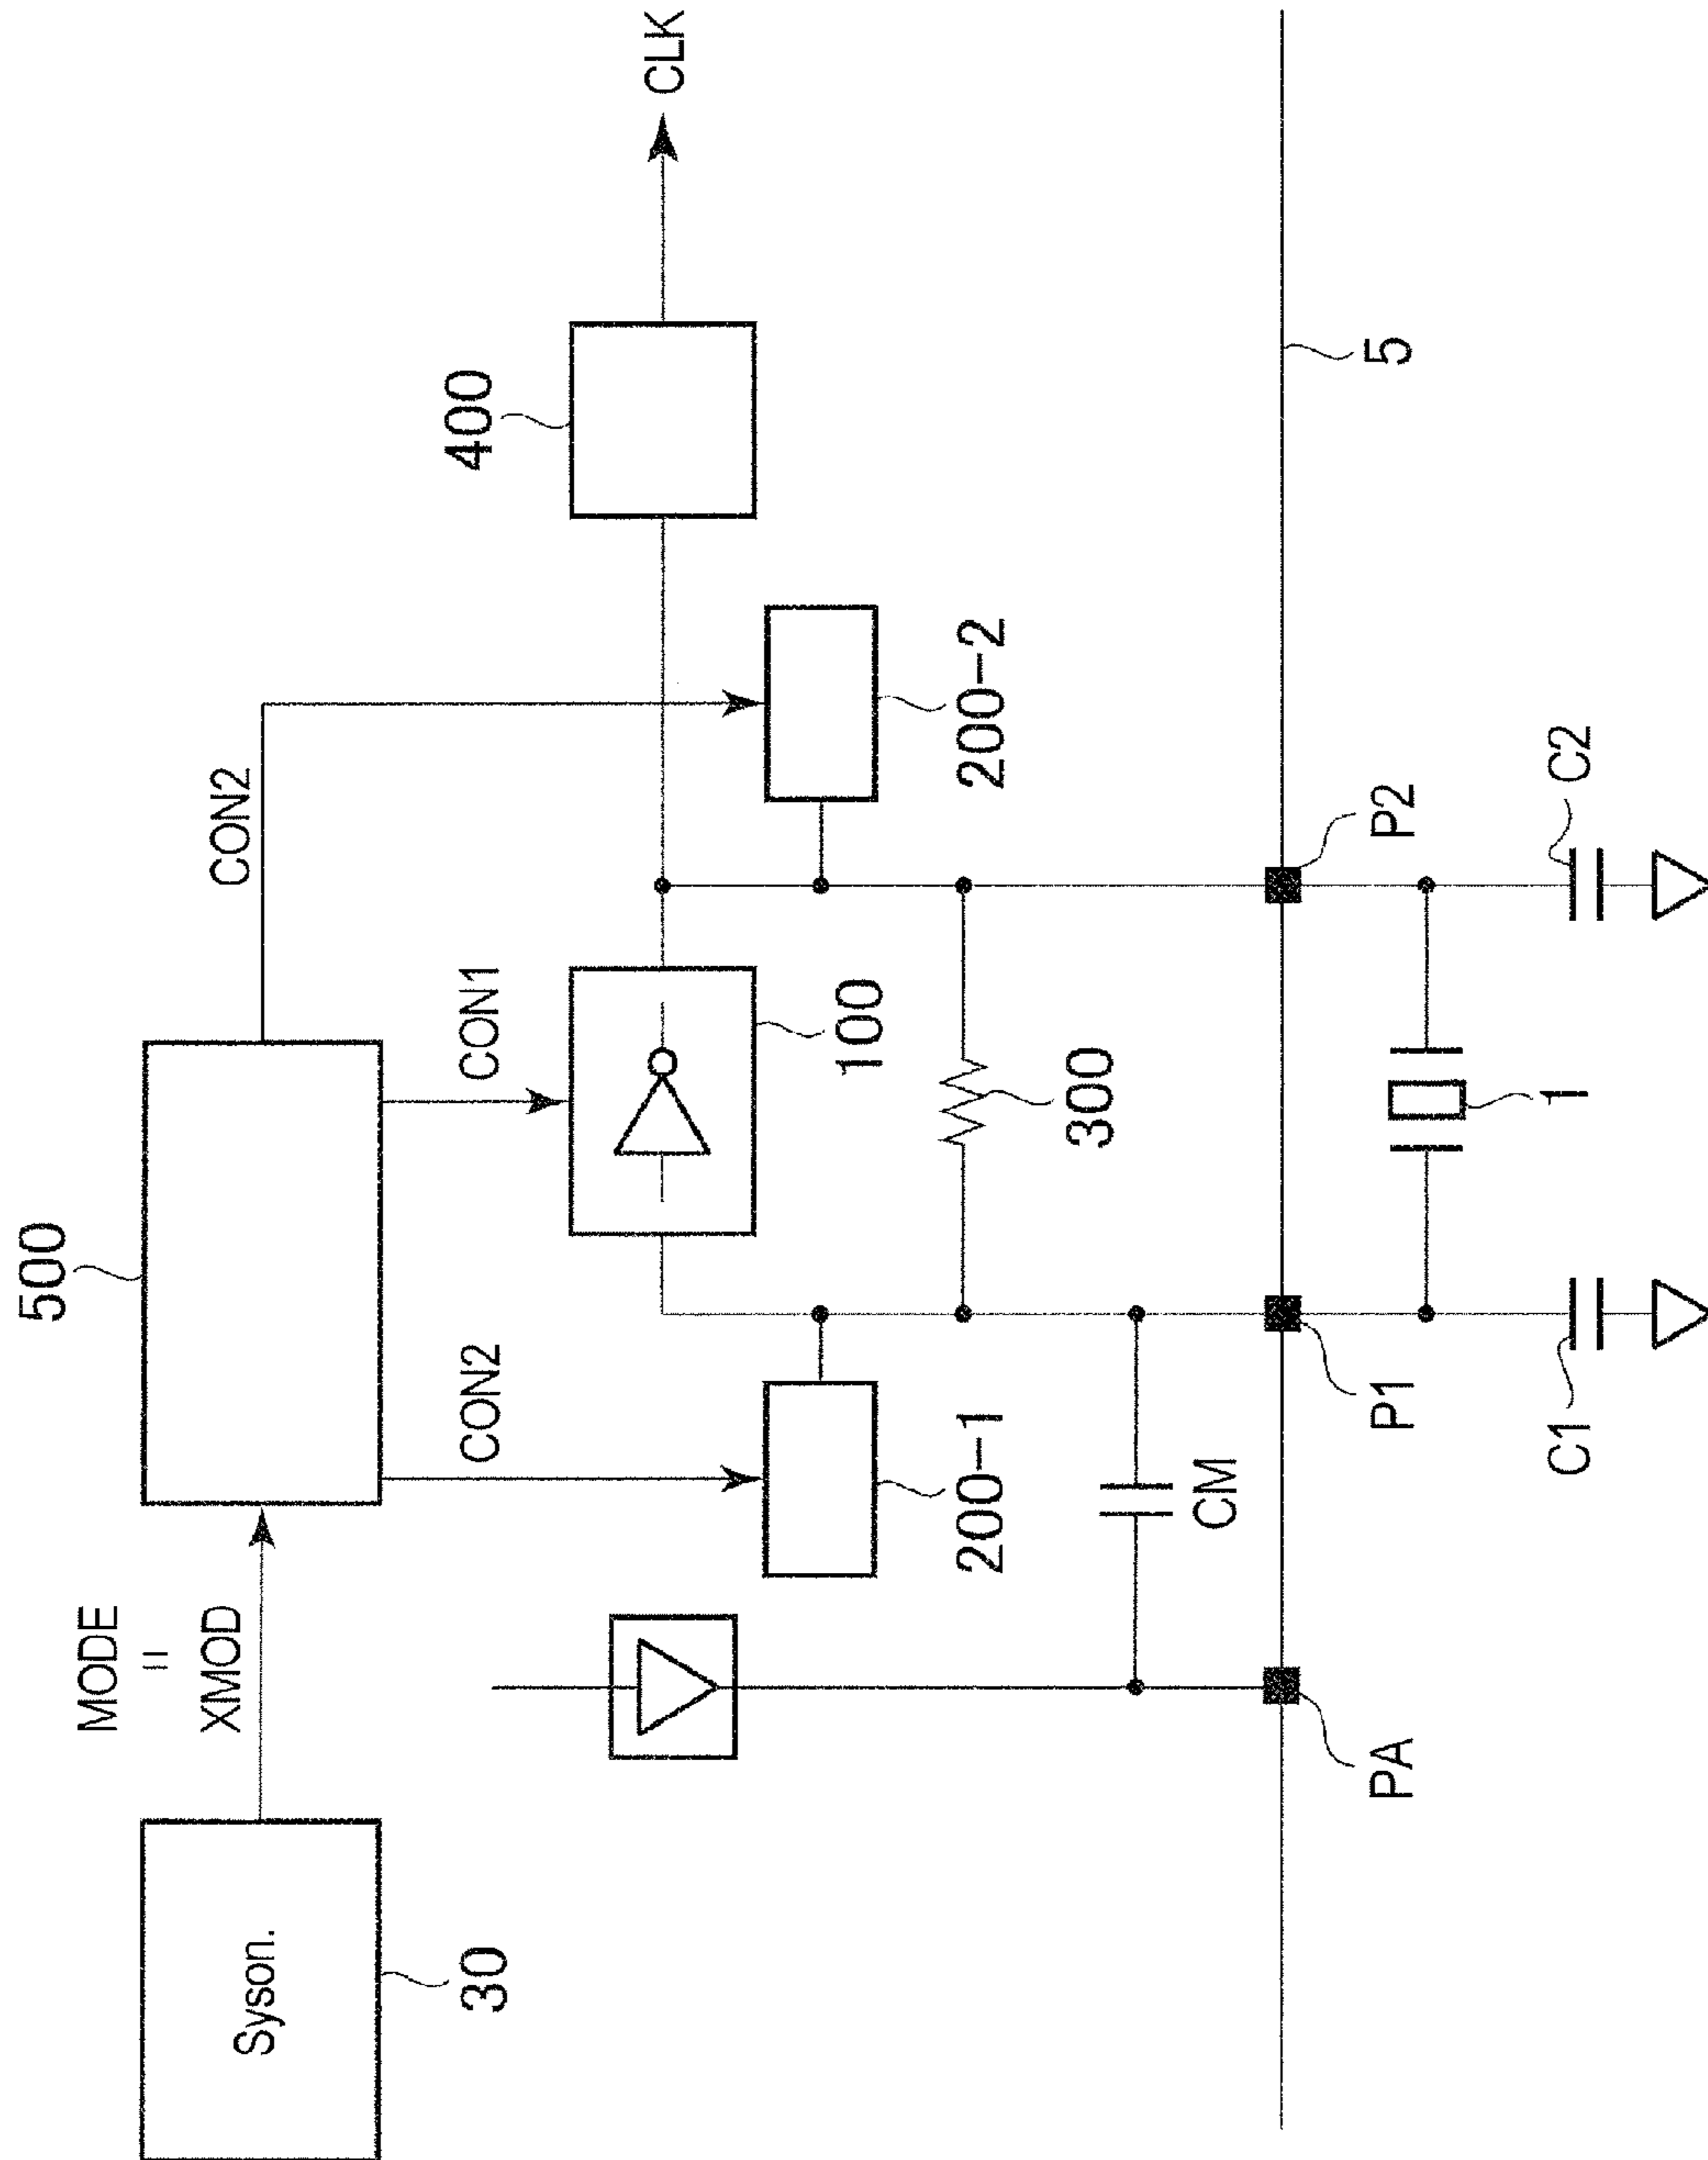 500
MODE
=
XMOD
Syson.
30
CON2
CON1
CON2
400
CLK
100
200-1
200-2
300
CM
PA
P1
P2
5
C1
1
C2